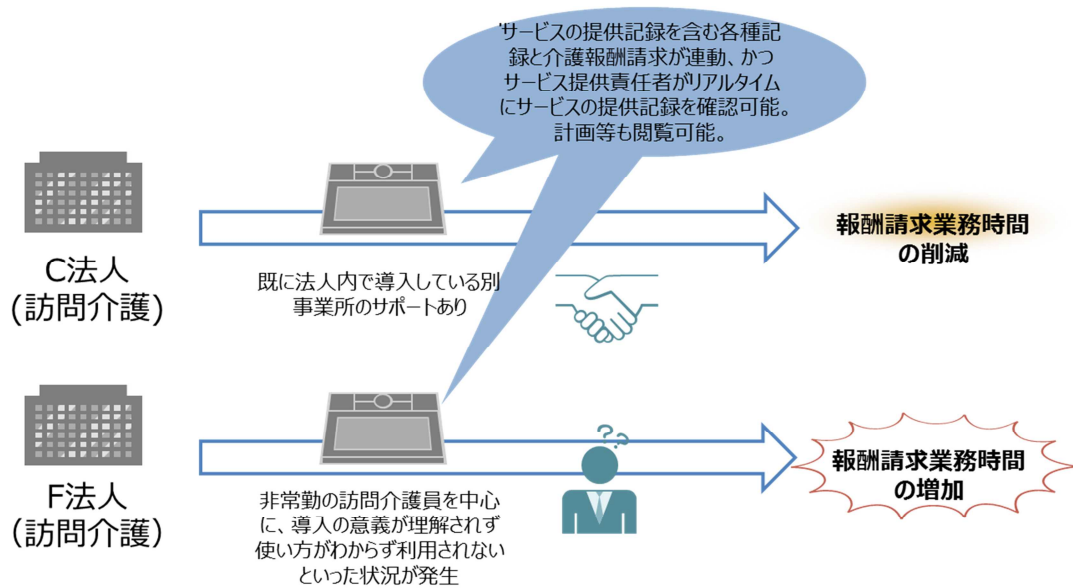 サービスの提供記録を含む各種記
録と介護報酬請求が連動、かつ
サービス提供責任者がリアルタイム
にサービスの提供記録を確認可能。
計画等も閲覧可能。
C法人
(訪問介護)
既に法人内で導入している別
事業所のサポートあり
報酬請求業務時間
の削減
F法人
(訪問介護)
非常勤の訪問介護員を中心
に、導入の意義が理解されず
使い方がわからず利用されない
といった状況が発生
??
?
報酬請求業務時間
の増加